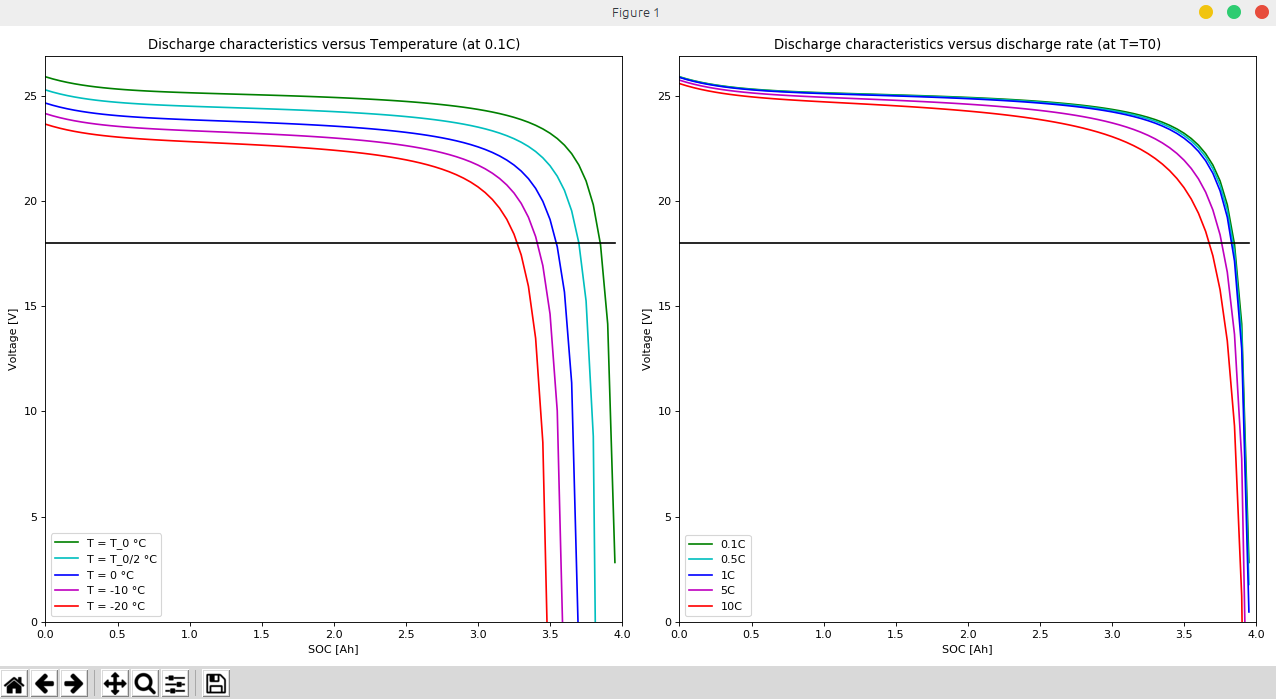 Figure 1
Discharge characteristics versus Temperature (at 0.1C)
Voltage [V]
25
20
15
10
5
0
0.0 0.5 1.0 1.5 2.0 2.5 3.0 3.5 4.0
SOC [Ah]
T = T_0 °C
T = T_0/2 °C
T = 0 °C
T = -10 °C
T = -20 °C
Discharge characteristics versus discharge rate (at T=T0)
Voltage [V]
25
20
15
10
5
0
0.0 0.5 1.0 1.5 2.0 2.5 3.0 3.5 4.0
SOC [Ah]
0.1C
0.5C
1C
5C
10C